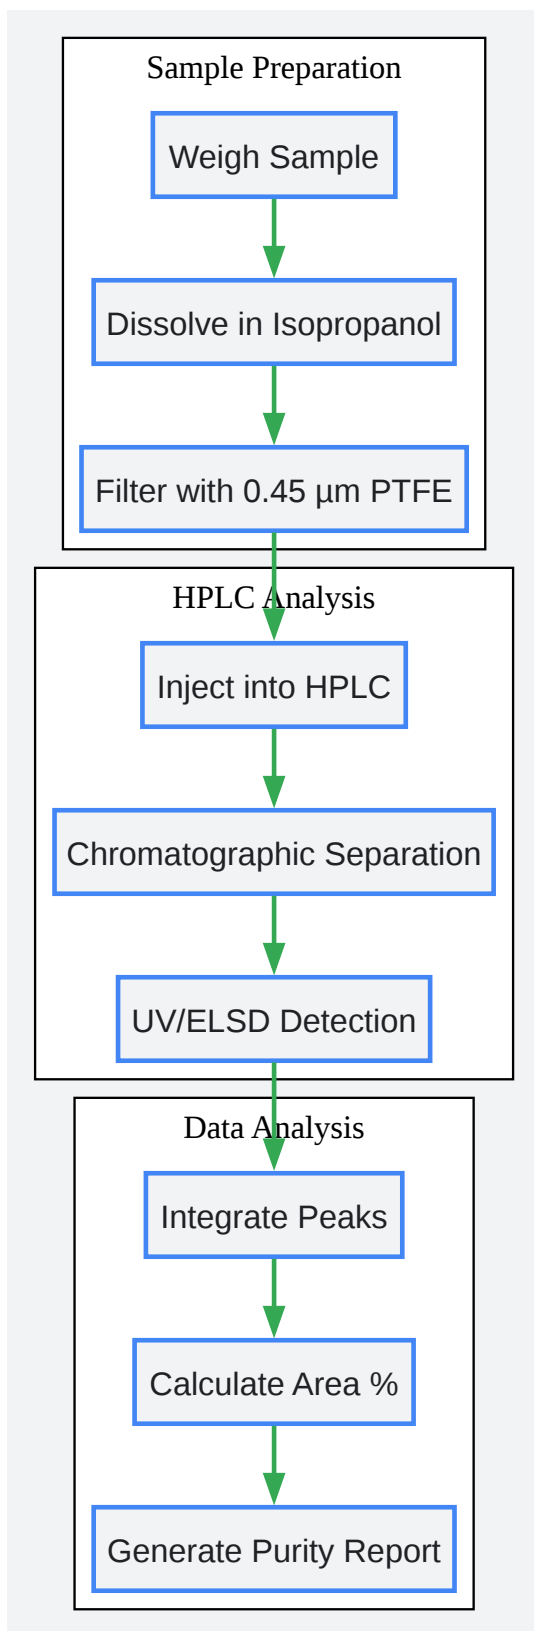 Sample Preparation
Weigh Sample
Dissolve in Isopropanol
Filter with 0.45 µm PTFE
HPLC Analysis
Inject into HPLC
Chromatographic Separation
UV/ELSD Detection
Data Analysis
Integrate Peaks
Calculate Area %
Generate Purity Report